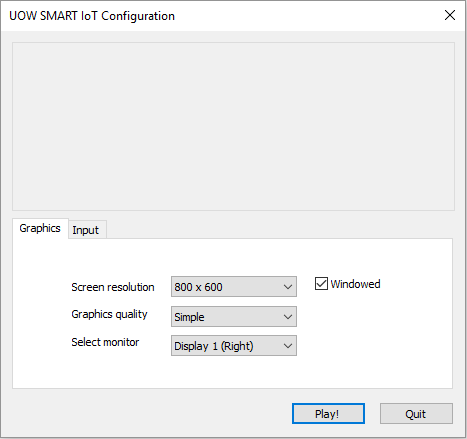 UOW SMART IoT Configuration
Graphics Input
Screen resolution 800 x 600 Windowed
Graphics quality Simple
Select monitor Display 1 (Right)
Play! Quit